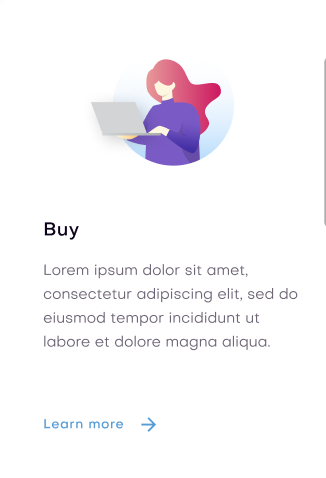 Buy
Lorem ipsum dolor sit amet,
consectetur adipiscing elit, sed do
eiusmod tempor incididunt ut
labore et dolore magna aliqua.
Learn more